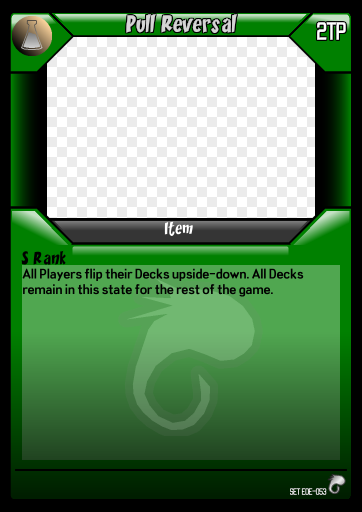 Pull Reversal
2TP
Item
S Rank
All Players flip their Decks upside-down. All Decks
remain in this state for the rest of the game.
SET EOE-053